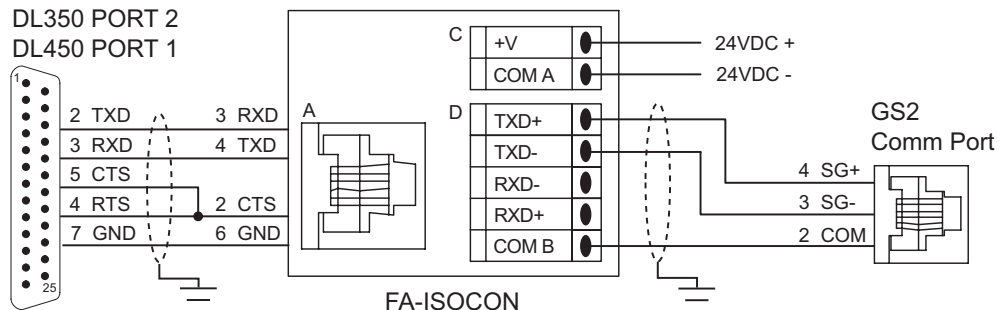 DL350 PORT 2
DL450 PORT 1
1
25
2 TXD
3 RXD
5 CTS
4 RTS
7 GND
3 RXD
4 TXD
2 CTS
6 GND
A
C
+V
COM A
D
TXD+
TXD-
RXD-
RXD+
COM B
FA-ISOCON
24VDC +
24VDC -
GS2
Comm Port
4 SG+
3 SG-
2 COM